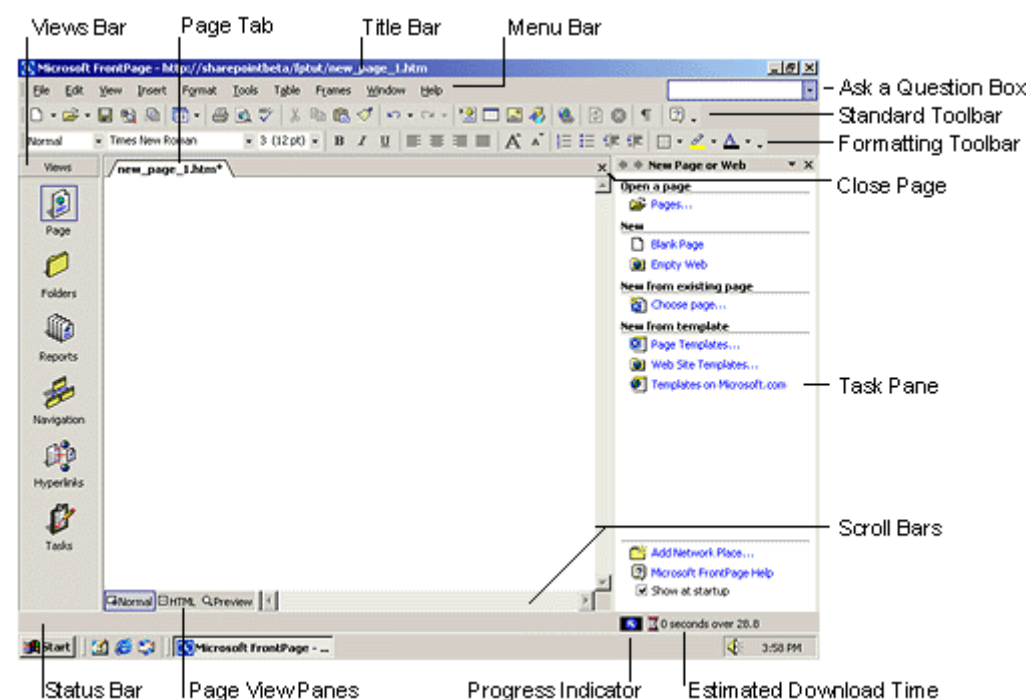 Views Bar Page Tab Title Bar Menu Bar
Microsoft FrontPage - http://sharepointbeta/fptut/new_page_1.htm
File Edit View Insert Format Tools Table Frames Window Help
Ask a Question Box
Standard Toolbar
Normal Times New Roman 3 (12 pt) B I U A A A
Formatting Toolbar
Views
new_page_1.htm*
New Page or Web
Close Page
Open a page
Pages...
New
Blank Page
Empty Web
New from existing page
Choose page...
New from template
Page Templates...
Web Site Templates...
Templates on Microsoft.com
Task Pane
Page
Folders
Reports
Navigation
Hyperlinks
Tasks
Scroll Bars
Add Network Place...
Microsoft FrontPage Help
Show at startup
Normal HTML Preview
0 seconds over 28.8
Start Microsoft FrontPage - ... 3:58 PM
Status Bar Page View Panes Progress Indicator Estimated Download Time